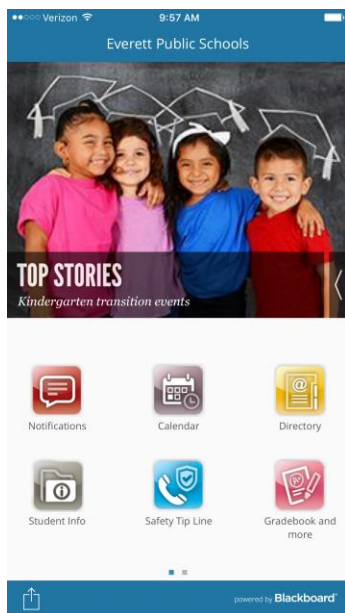 Verizon 9:57 AM
Everett Public Schools
TOP STORIES
Kindergarten transition events
Notifications Calendar Directory
Student Info Safety Tip Line Gradebook and
more
powered by Blackboard